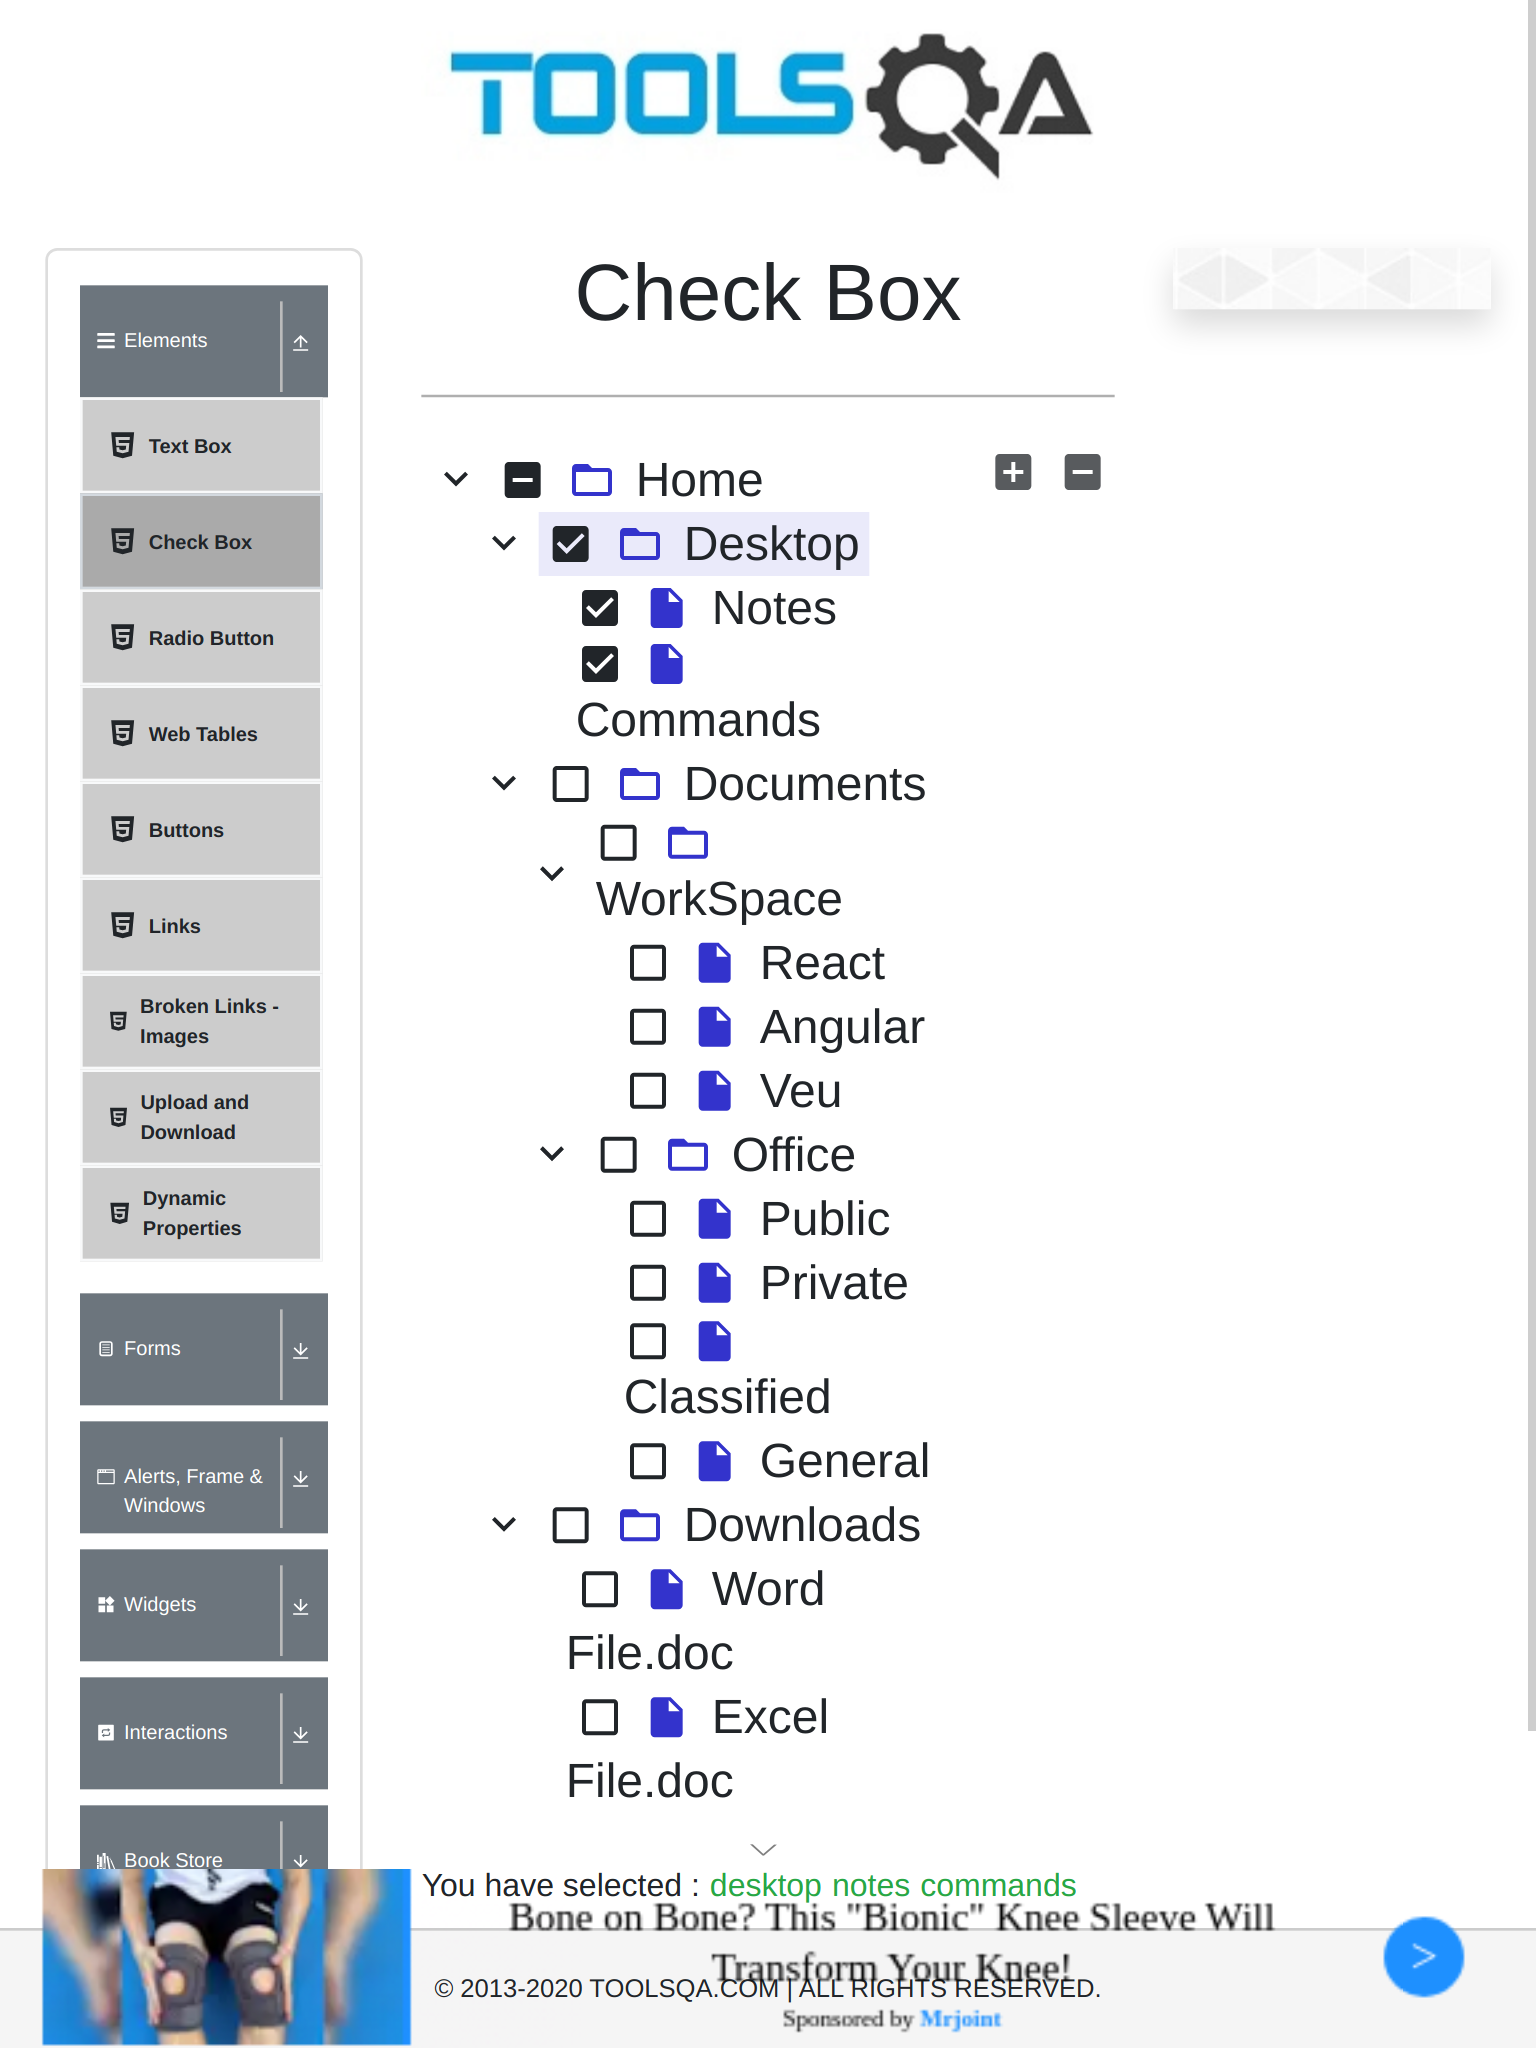 TOOLSQA
Check Box
Elements
Text Box
Check Box
Radio Button
Web Tables
Buttons
Links
Broken Links -
Images
Upload and
Download
Dynamic
Properties
Forms
Alerts, Frame &
Windows
Widgets
Interactions
Book Store
Home
Desktop
Notes
Commands
Documents
WorkSpace
React
Angular
Veu
Office
Public
Private
Classified
General
Downloads
Word
File.doc
Excel
File.doc
You have selected : desktop notes commands
Bone on Bone? This "Bionic" Knee Sleeve Will
Transform Your Knee!
© 2013-2020 TOOLSQA.COM | ALL RIGHTS RESERVED.
Sponsored by Mrjoint